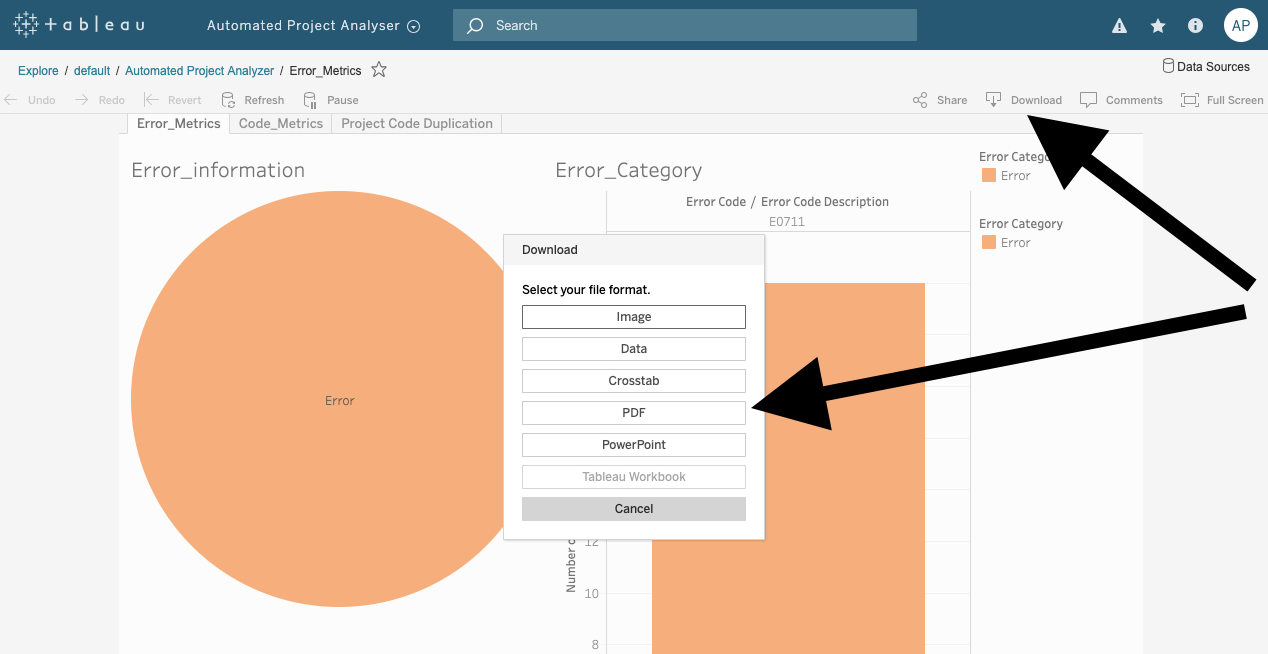 tableau
Automated Project Analyser
Search
AP
Explore / default / Automated Project Analyzer / Error_Metrics
Data Sources
Undo Redo Revert Refresh Pause
Share Download Comments Full Screen
Error_Metrics Code_Metrics Project Code Duplication
Error_information
Error
Error_Category
Error Code / Error Code Description
E0711
Number
12
10
8
Download
Select your file format.
Image
Data
Crosstab
PDF
PowerPoint
Tableau Workbook
Cancel
Error
Error Category
Error